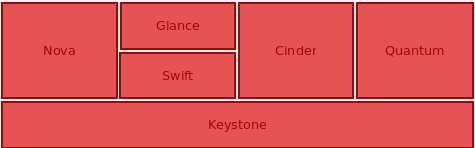 Nova
Glance
Swift
Cinder
Quantum
Keystone